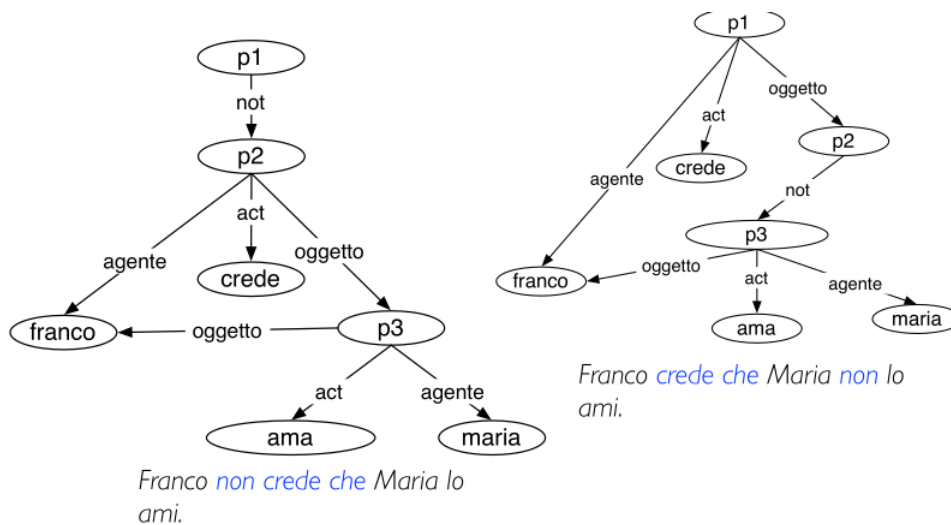 p1
not
p2
agente
act
oggetto
crede
franco
oggetto
p3
act
agente
ama
maria
Franco non crede che Maria lo
ami.
p1
oggetto
act
p2
crede
agente
not
p3
oggetto
franco
act
agente
ama
maria
Franco crede che Maria non lo
ami.